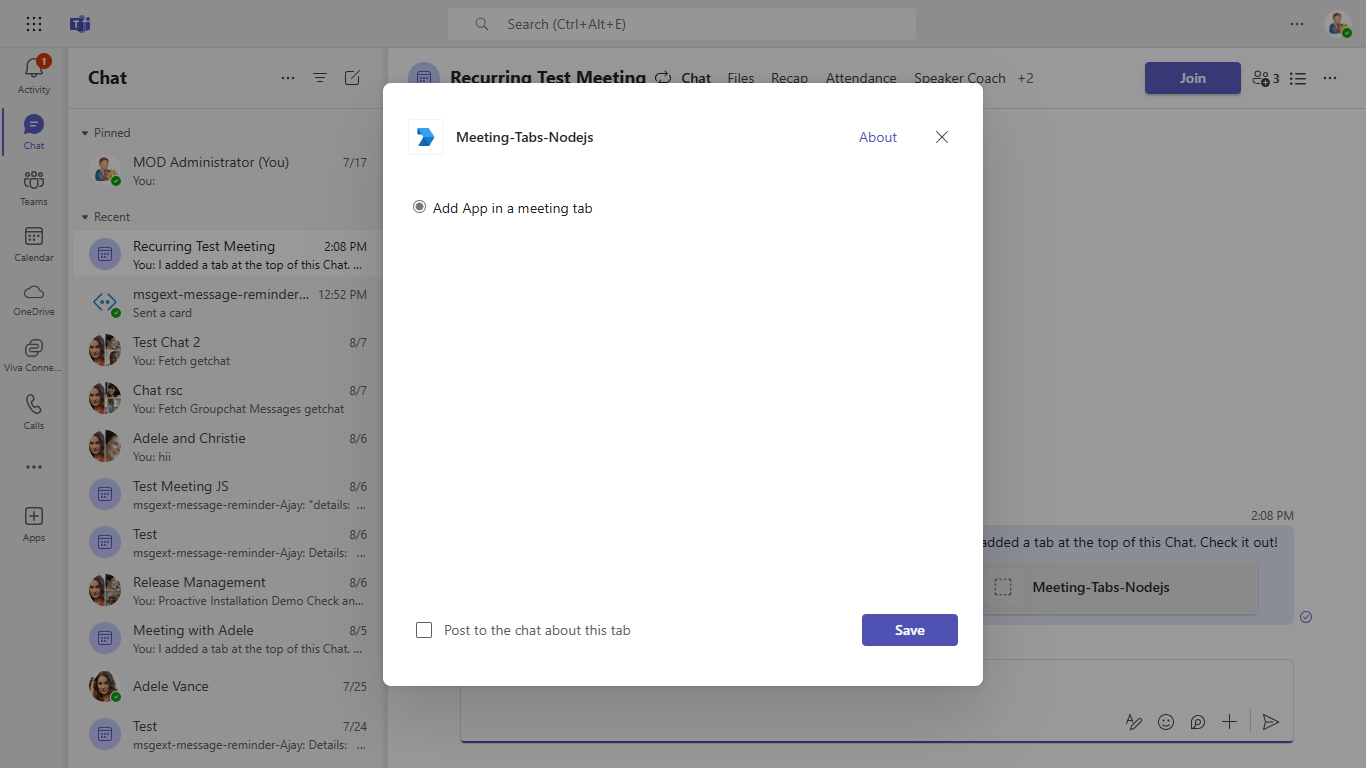 Search (Ctrl+Alt+E)
1
Activity
Chat
Teams
Calendar
OneDrive
Viva Conne...
Calls
Apps
Chat
Pinned
MOD Administrator (You) 7/17
You:
Recent
Recurring Test Meeting 2:08 PM
You: I added a tab at the top of this Chat. ...
msgext-message-reminder... 12:52 PM
Sent a card
Test Chat 2 8/7
You: Fetch getchat
Chat rsc 8/7
You: Fetch Groupchat Messages getchat
Adele and Christie 8/6
You: hii
Test Meeting JS 8/6
msgext-message-reminder-Ajay: "details: ...
Test 8/6
msgext-message-reminder-Ajay: Details: ...
Release Management 8/6
You: Proactive Installation Demo Check an...
Meeting with Adele 8/5
You: I added a tab at the top of this Chat. ...
Adele Vance 7/25
Test 7/24
msgext-message-reminder-Ajay: Details: ...
Recurring Test Meeting Chat Files Recap Attendance Speaker Coach +2 Join 3
Meeting-Tabs-Nodejs About
Add App in a meeting tab
Post to the chat about this tab Save
2:08 PM
added a tab at the top of this Chat. Check it out!
Meeting-Tabs-Nodejs